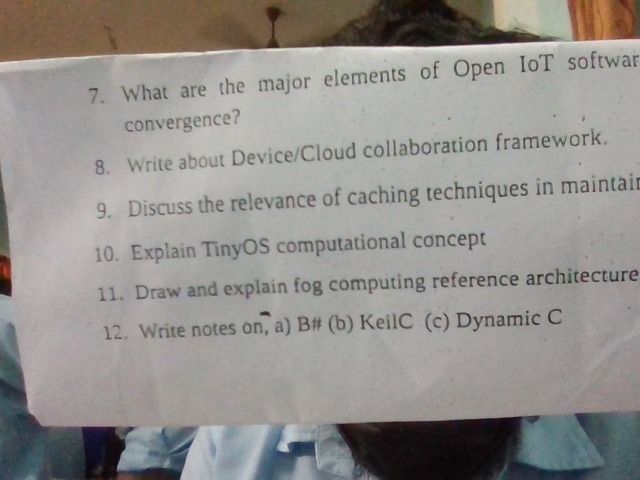 7. What are the major elements of Open IoT
convergence?
8. Write about Device/Cloud collaboration framework.
9. Discuss the relevance of caching techniques in
10. Explain TinyOS computational concept
11. Draw and explain fog computing reference architecture
12. Write notes on, a) B# (b) KeilC (c) Dynamic C